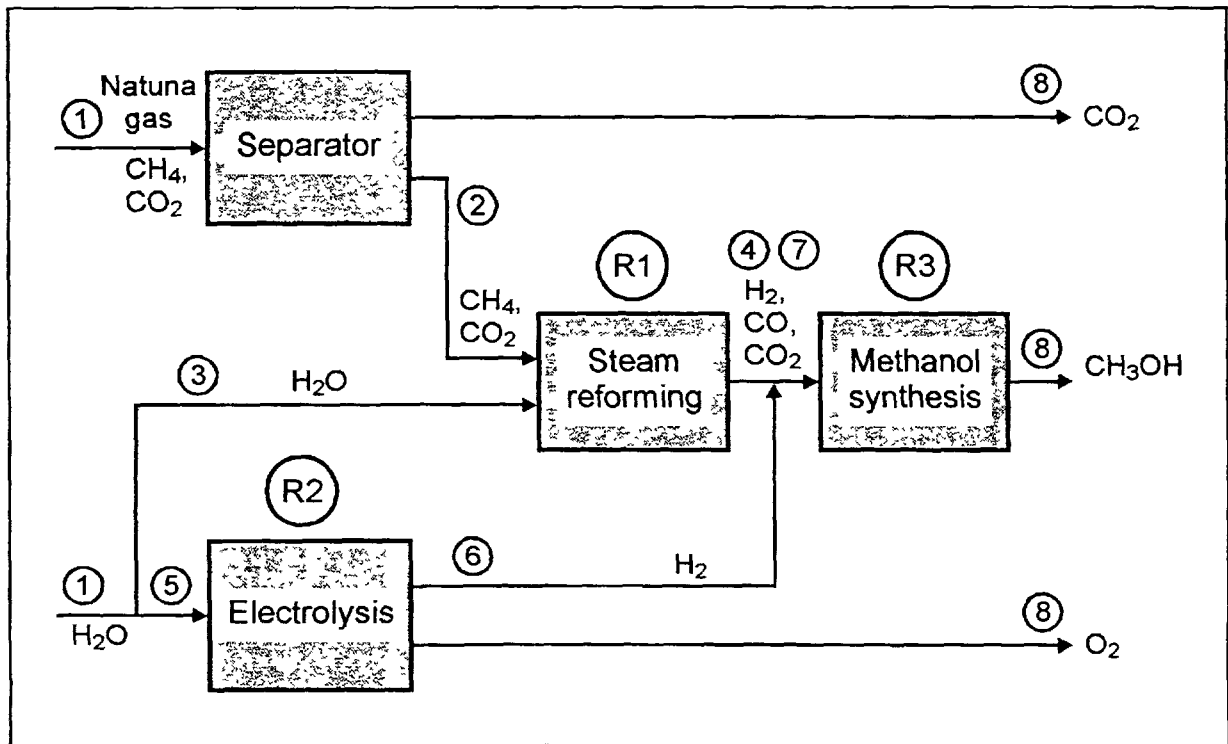 Natuna
① gas
CH₄,
CO₂
Separator
⑧
CO₂
②
CH₄,
CO₂
R1
Steam
reforming
④ ⑦
H₂,
CO,
CO₂
R3
Methanol
synthesis
⑧
CH₃OH
③
H₂O
R2
①
H₂O
⑤
Electrolysis
⑥
H₂
⑧
O₂